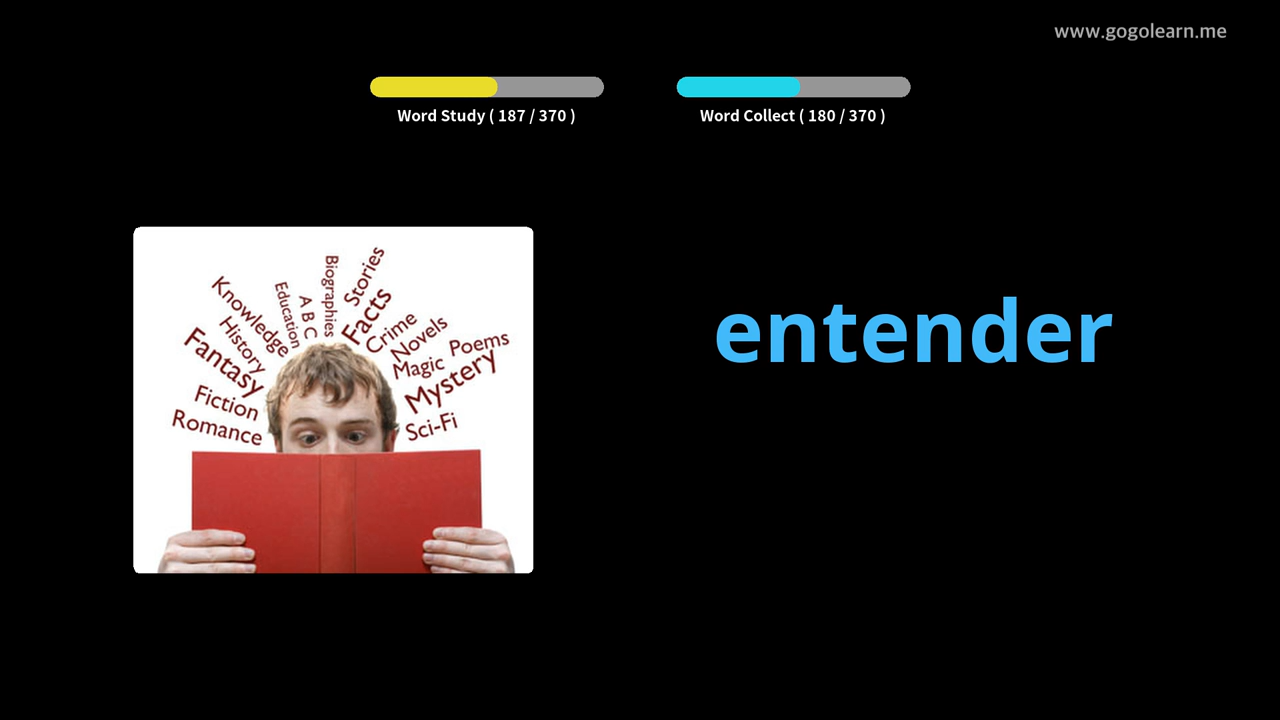 www.gogolearn.me
Word Study ( 187 / 370 )
Word Collect ( 180 / 370 )
entender
Stories
Biographies
Facts
A B C
Education
Knowledge
Crime
Novels
History
Poems
Fantasy
Magic
Mystery
Fiction
Sci-Fi
Romance